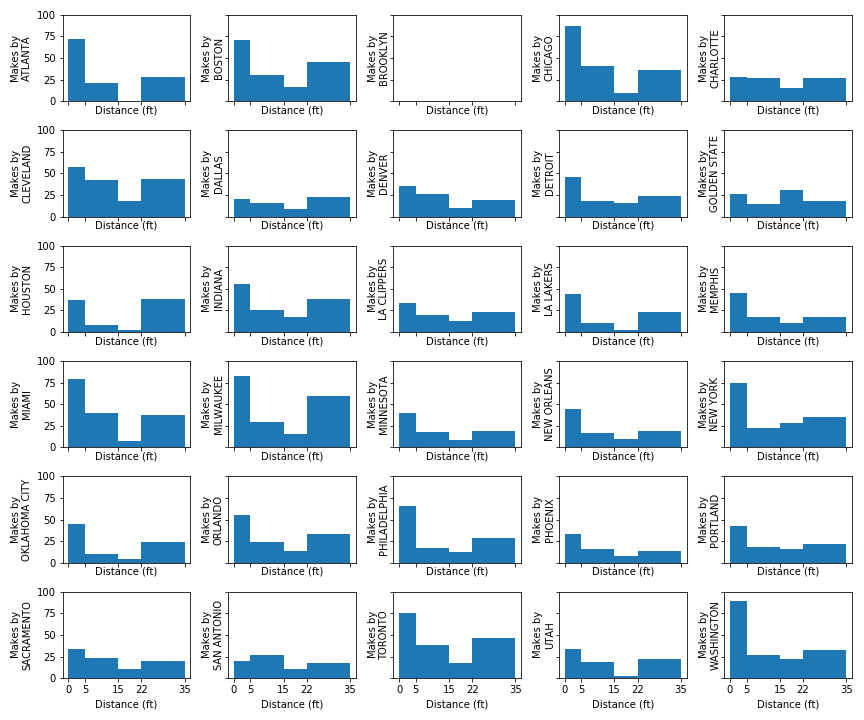 100
75
50
25
0
Makes by
ATLANTA
Distance (ft)
Makes by
BOSTON
Distance (ft)
Makes by
BROOKLYN
Distance (ft)
Makes by
CHICAGO
Distance (ft)
Makes by
CHARLOTTE
Distance (ft)
100
75
50
25
0
Makes by
CLEVELAND
Distance (ft)
Makes by
DALLAS
Distance (ft)
Makes by
DENVER
Distance (ft)
Makes by
DETROIT
Distance (ft)
Makes by
GOLDEN STATE
Distance (ft)
100
75
50
25
0
Makes by
HOUSTON
Distance (ft)
Makes by
INDIANA
Distance (ft)
Makes by
LA CLIPPERS
Distance (ft)
Makes by
LA LAKERS
Distance (ft)
Makes by
MEMPHIS
Distance (ft)
100
75
50
25
0
Makes by
MIAMI
Distance (ft)
Makes by
MILWAUKEE
Distance (ft)
Makes by
MINNESOTA
Distance (ft)
Makes by
NEW ORLEANS
Distance (ft)
Makes by
NEW YORK
Distance (ft)
100
75
50
25
0
Makes by
OKLAHOMA CITY
Distance (ft)
Makes by
ORLANDO
Distance (ft)
Makes by
PHILADELPHIA
Distance (ft)
Makes by
PHOENIX
Distance (ft)
Makes by
PORTLAND
Distance (ft)
100
75
50
25
0
Makes by
SACRAMENTO
0 5 15 22 35
Distance (ft)
Makes by
SAN ANTONIO
0 5 15 22 35
Distance (ft)
Makes by
TORONTO
0 5 15 22 35
Distance (ft)
Makes by
UTAH
0 5 15 22 35
Distance (ft)
Makes by
WASHINGTON
0 5 15 22 35
Distance (ft)